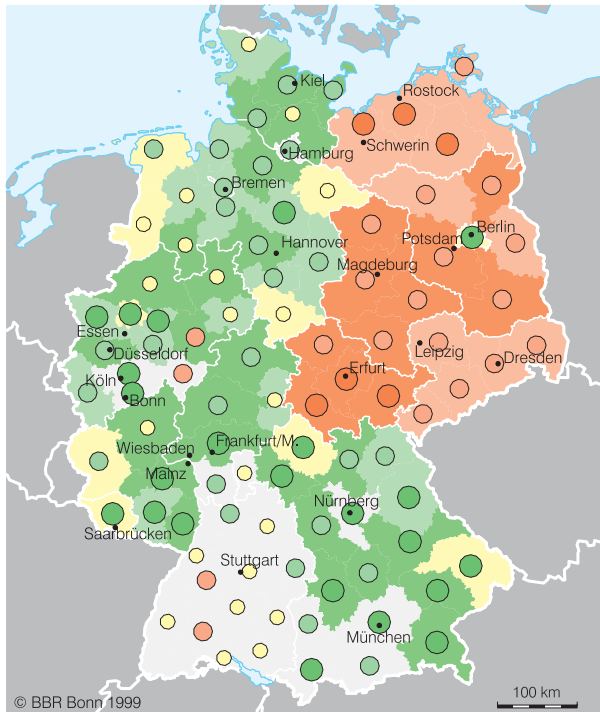 Kiel
Rostock
Schwerin
Hamburg
Bremen
Berlin
Potsdam
Hannover
Magdeburg
Essen
Düsseldorf
Leipzig
Dresden
Köln
Erfurt
Bonn
Frankfurt/M.
Wiesbaden
Mainz
Nürnberg
Saarbrücken
Stuttgart
München
100 km
© BBR Bonn 1999